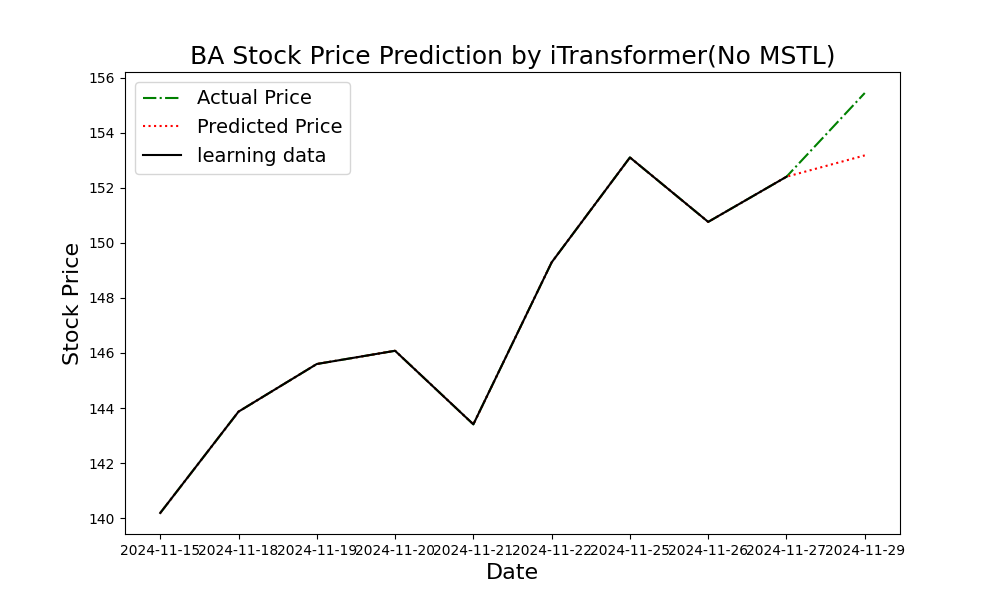 BA Stock Price Prediction by iTransformer(No MSTL)
Actual Price
Predicted Price
learning data
156
154
152
150
148
146
144
142
140
Stock Price
2024-11-15 2024-11-18 2024-11-19 2024-11-20 2024-11-21 2024-11-22 2024-11-25 2024-11-26 2024-11-27 2024-11-29
Date